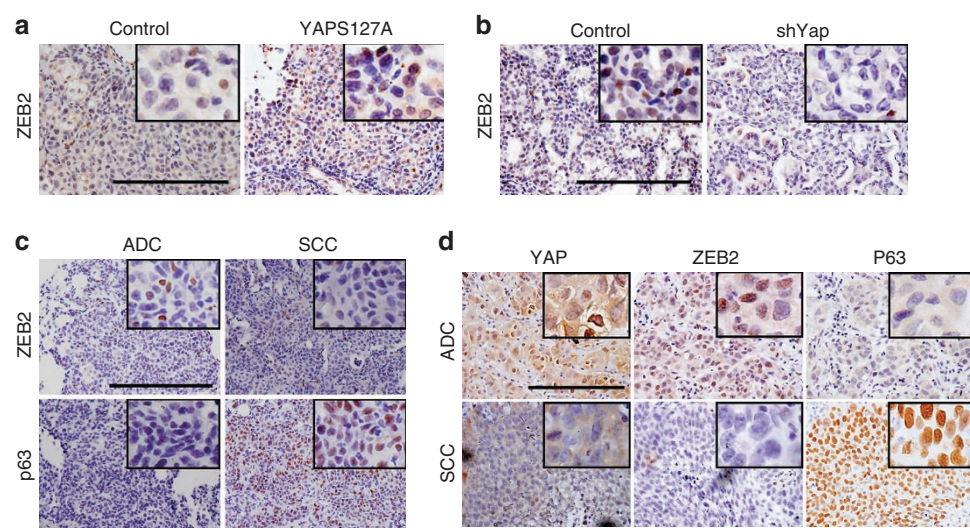 a
Control YAPS127A
ZEB2
b
Control shYap
ZEB2
c
ADC SCC
ZEB2
p63
d
YAP ZEB2 P63
ADC
SCC